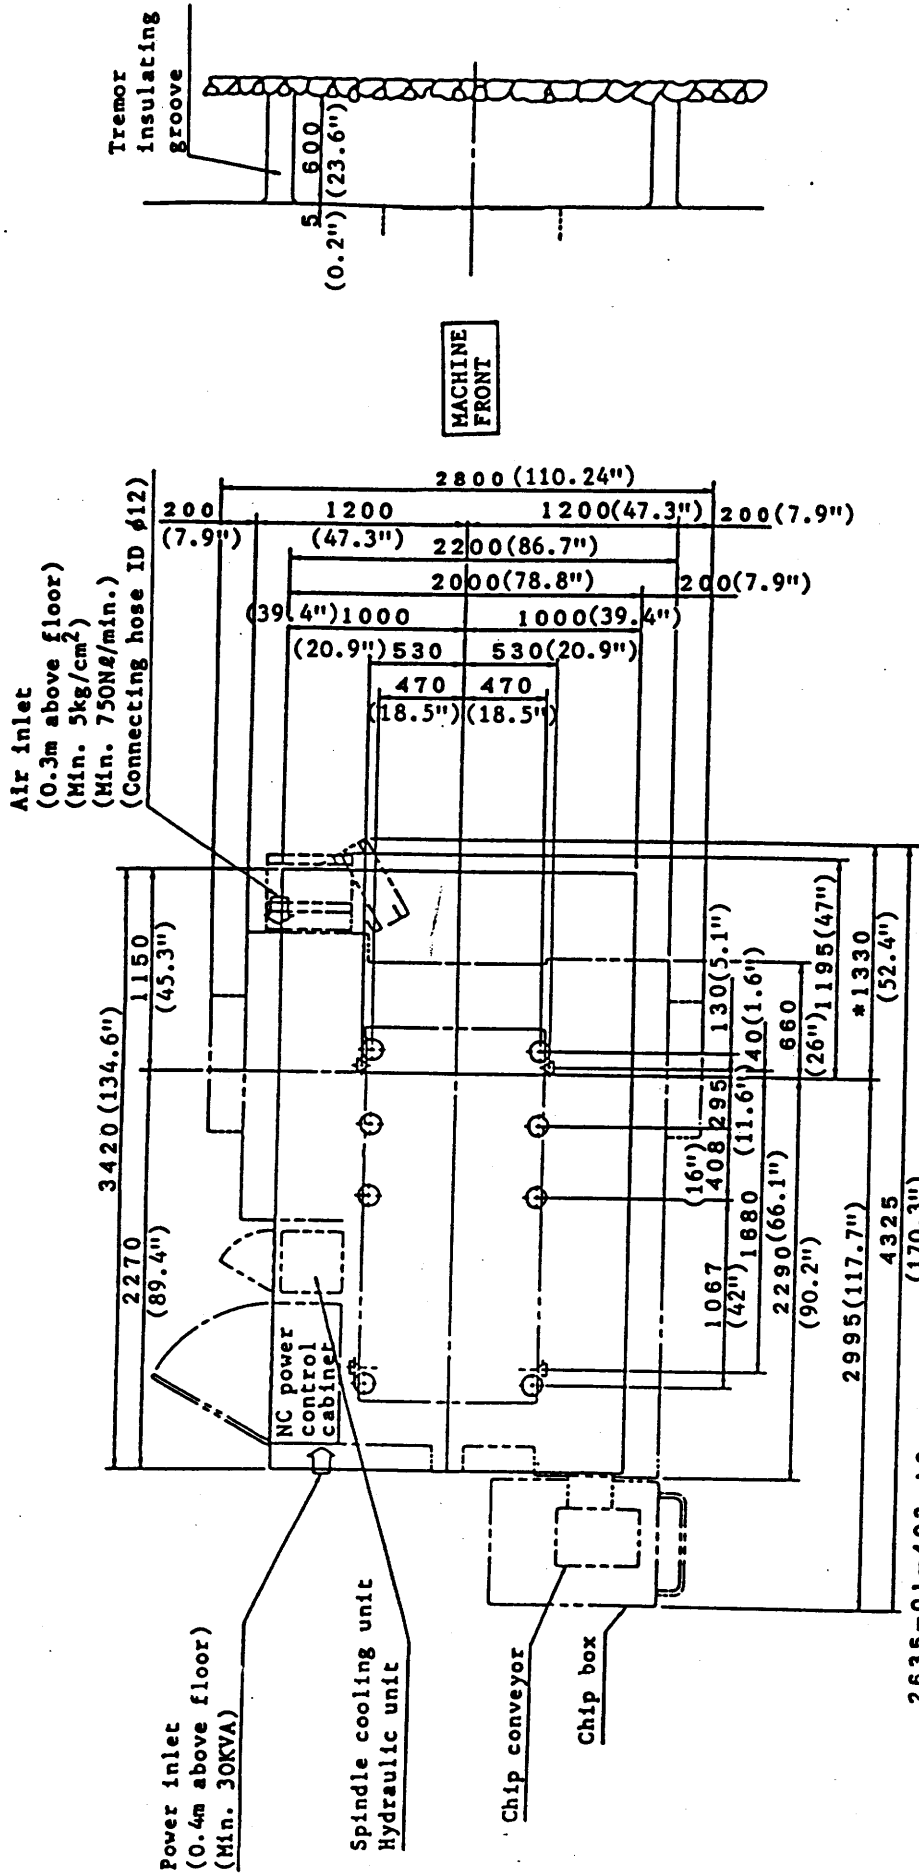 Tremor
insulating
groove
600
(23.6")
5
(0.2")
MACHINE
FRONT
Air inlet
(0.3m above floor)
(Min. 5kg/cm²)
(Min. 750Nℓ/min.)
(Connecting hose ID ϕ12)
2800(110.24")
200
(7.9")
1200
(47.3")
1200(47.3")
200(7.9")
2200(86.7")
2000(78.8")
200(7.9")
(39.4")1000
1000(39.4")
(20.9")530
530(20.9")
470
(18.5")
470
(18.5")
3420(134.6")
2270
(89.4")
1150
(45.3")
NC power
control
cabinet
Power inlet
(0.4m above floor)
(Min. 30KVA)
Spindle cooling unit
Hydraulic unit
Chip conveyor
Chip box
1067
(42")
408
(16")
295
(11.6")
130(5.1")
1680
(66.1")
40(1.6")
2290
(90.2")
660
(26")
1195(47")
2995(117.7")
*1330
(52.4")
4325
(170.3")